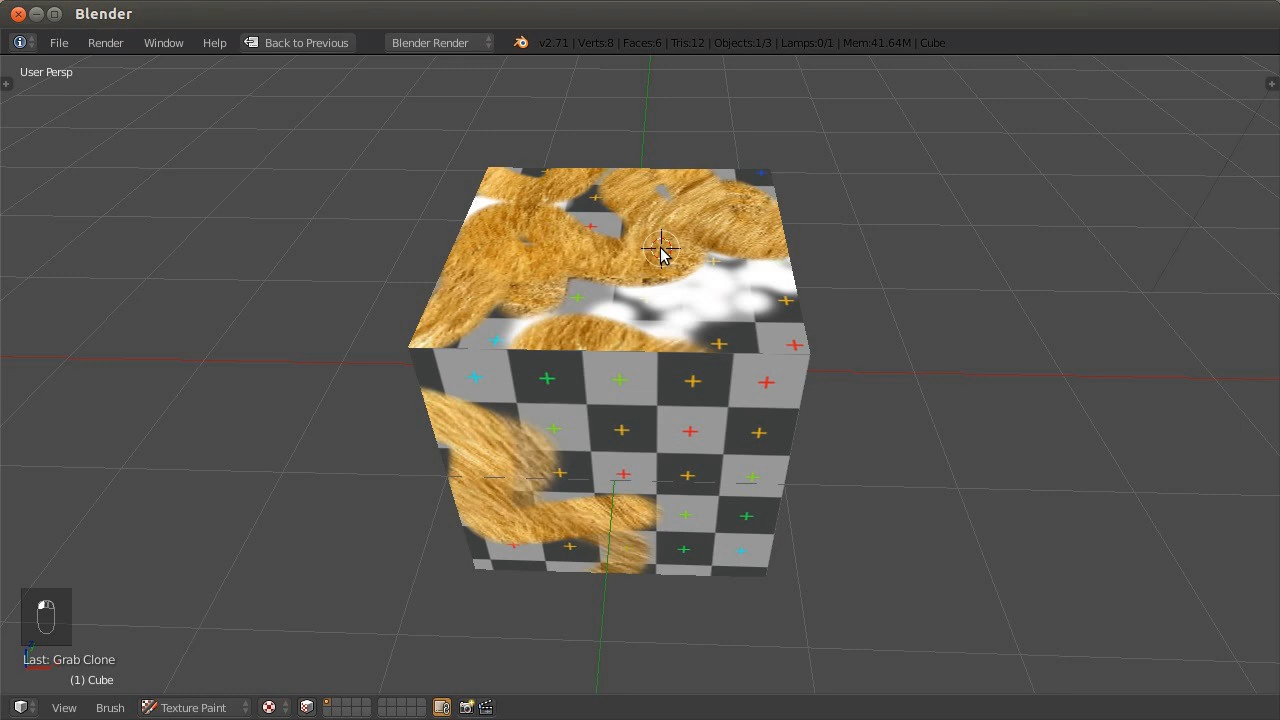 Blender
File Render Window Help Back to Previous Blender Render v2.71 | Verts:8 | Faces:6 | Tris:12 | Objects:1/3 | Lamps:0/1 | Mem:41.64M | Cube
User Persp
Last: Grab Clone
(1) Cube
View Brush Texture Paint